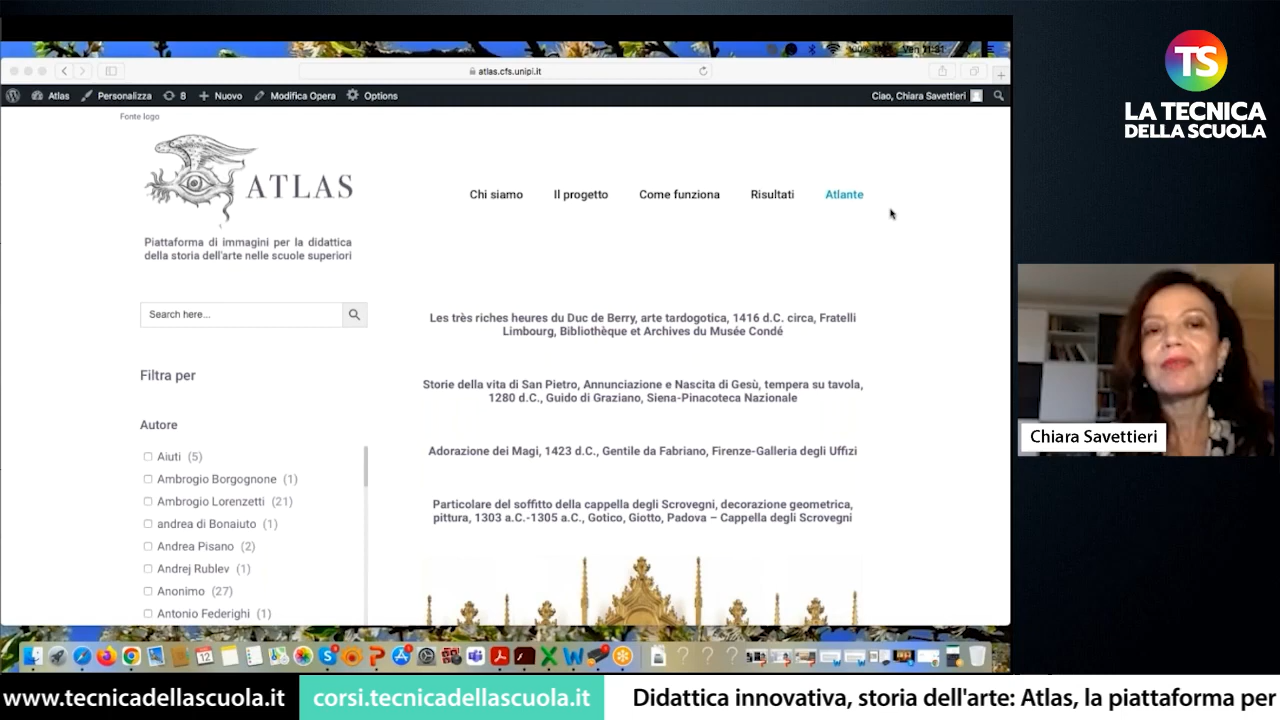 Ven 11:31
atlas.cfs.unipi.it
Atlas Personalizza 8 Nuovo Modifica Opera Options Ciao, Chiara Savettieri
Fonte logo
ATLAS
Piattaforma di immagini per la didattica
della storia dell'arte nelle scuole superiori
Chi siamo Il progetto Come funziona Risultati Atlante
Search here...
Filtra per
Autore
Aiuti (5)
Ambrogio Borgognone (1)
Ambrogio Lorenzetti (21)
andrea di Bonaiuto (1)
Andrea Pisano (2)
Andrej Rublev (1)
Anonimo (27)
Antonio Federighi (1)
Les très riches heures du Duc de Berry, arte tardogotica, 1416 d.C. circa, Fratelli
Limbourg, Bibliothèque et Archives du Musée Condé
Storie della vita di San Pietro, Annunciazione e Nascita di Gesù, tempera su tavola,
1280 d.C., Guido di Graziano, Siena-Pinacoteca Nazionale
Adorazione dei Magi, 1423 d.C., Gentile da Fabriano, Firenze-Galleria degli Uffizi
Particolare del soffitto della cappella degli Scrovegni, decorazione geometrica,
pittura, 1303 a.C.-1305 a.C., Gotico, Giotto, Padova – Cappella degli Scrovegni
TS
LA TECNICA
DELLA SCUOLA
Chiara Savettieri
12
www.tecnicadellascuola.it corsi.tecnicadellascuola.it Didattica innovativa, storia dell'arte: Atlas, la piattaforma per